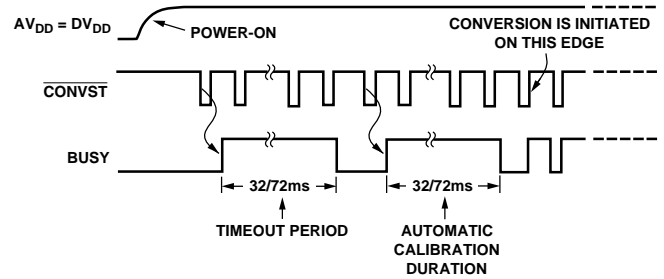 AVDD = DVDD
POWER-ON
CONVERSION IS INITIATED
ON THIS EDGE
CONVST
BUSY
32/72ms
32/72ms
TIMEOUT PERIOD
AUTOMATIC
CALIBRATION
DURATION